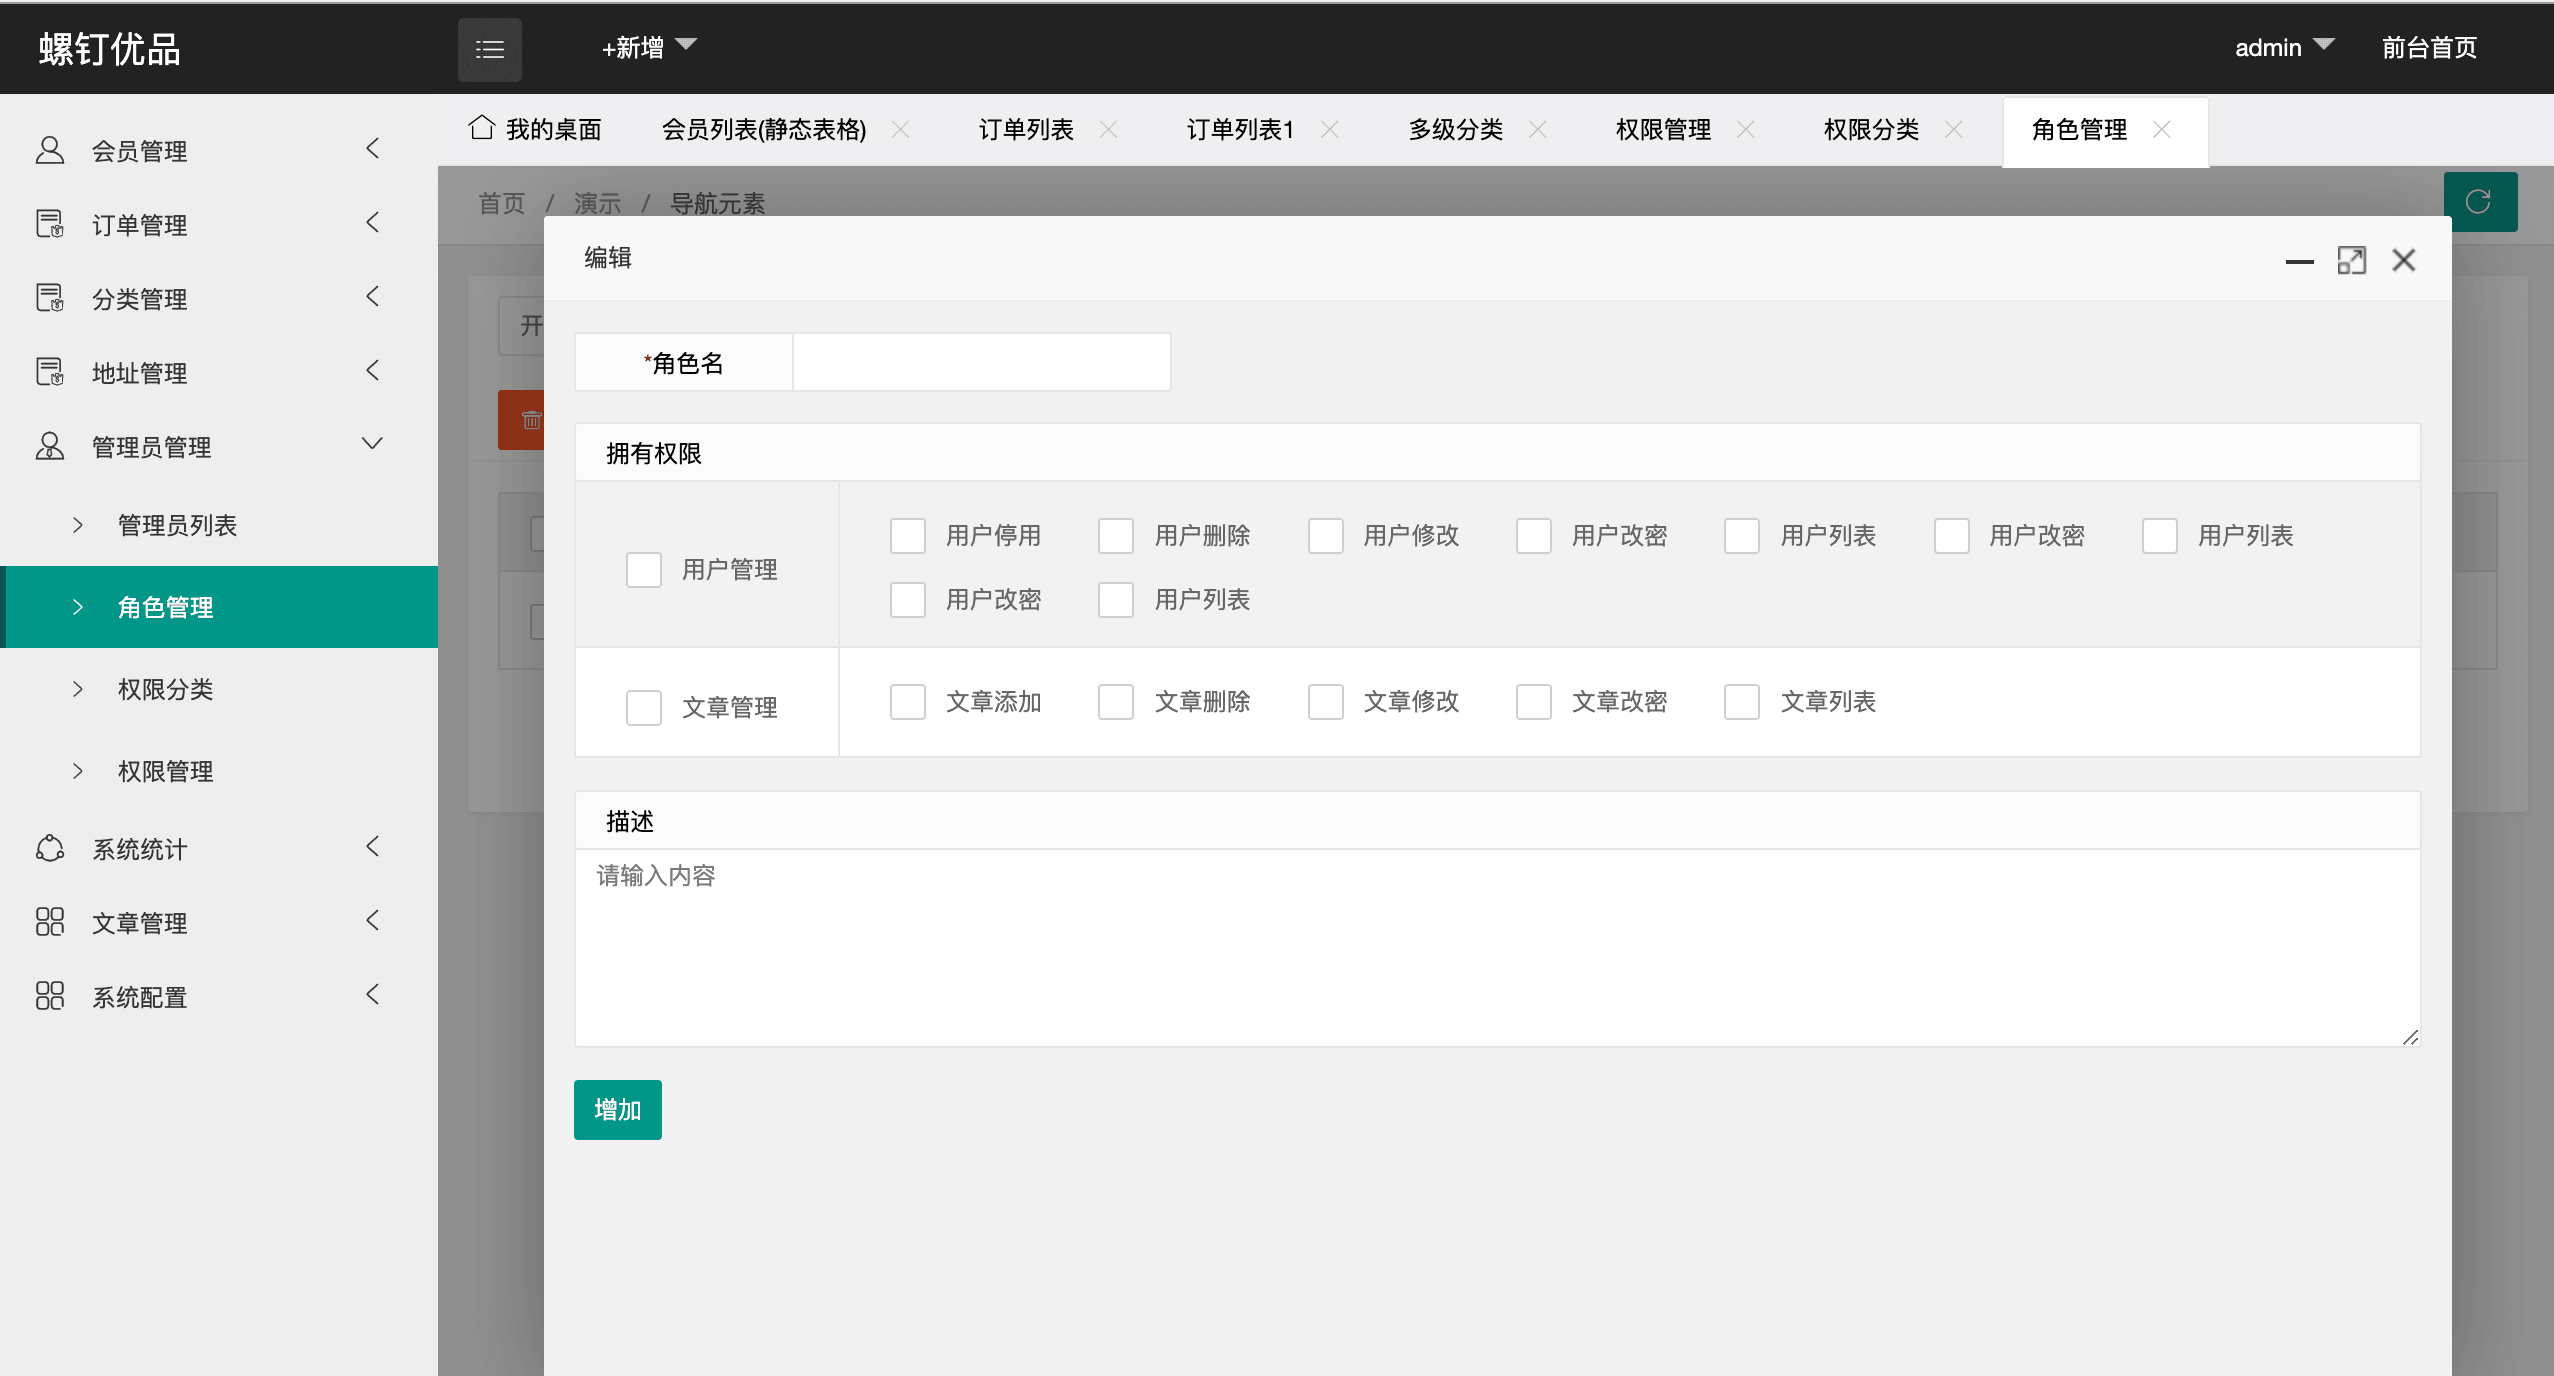 螺钉优品
+新增
admin
前台首页
会员管理
订单管理
分类管理
地址管理
管理员管理
管理员列表
角色管理
权限分类
权限管理
系统统计
文章管理
系统配置
我的桌面 会员列表(静态表格) 订单列表 订单列表1 多级分类 权限管理 权限分类 角色管理
首页 / 演示 / 导航元素
开
编辑
*角色名
拥有权限
用户管理
用户停用 用户删除 用户修改 用户改密 用户列表 用户改密 用户列表
用户改密 用户列表
文章管理
文章添加 文章删除 文章修改 文章改密 文章列表
描述
请输入内容
增加